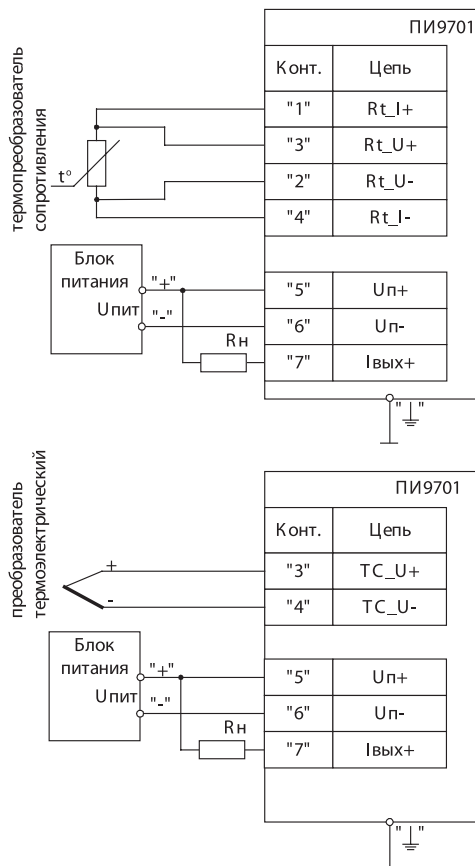 ПИ9701
Конт. Цепь
"1" Rt_I+
"3" Rt_U+
"2" Rt_U-
"4" Rt_I-
термопреобразователь
сопротивления
t°
Блок
питания
Uпит
"+"
"-"
Rн
"5" Uп+
"6" Uп-
"7" Iвых+
" "
ПИ9701
Конт. Цепь
"3" TC_U+
"4" TC_U-
преобразователь
термоэлектрический
+
-
Блок
питания
Uпит
"+"
"-"
Rн
"5" Uп+
"6" Uп-
"7" Iвых+
" "